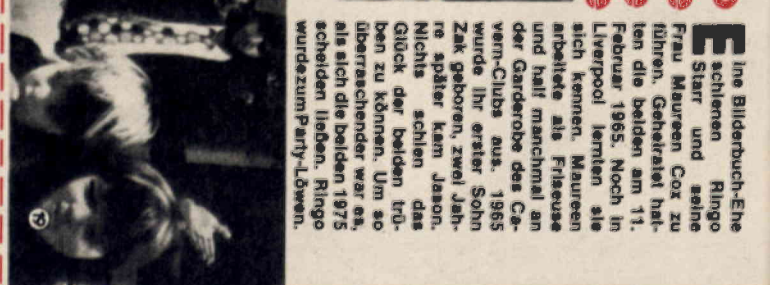 Eine Bilderbuch-Ehe
schienen Ringo
Starr und seine
Frau Maureen Cox zu
führen. Geheiratet hat-
ten die beiden am 11.
Februar 1965. Noch in
Liverpool lernten sie
sich kennen. Maureen
arbeitete als Friseuse
und half manchmal an
der Garderobe des Ca-
vern-Clubs aus. 1965
wurde ihr erster Sohn
Zak geboren, zwei Jah-
re später kam Jason.
Nichts schien das
Glück der beiden trü-
ben zu können. Um so
überraschender war es,
als sich die beiden 1975
scheiden ließen. Ringo
wurde zum Party-Löwen.
19